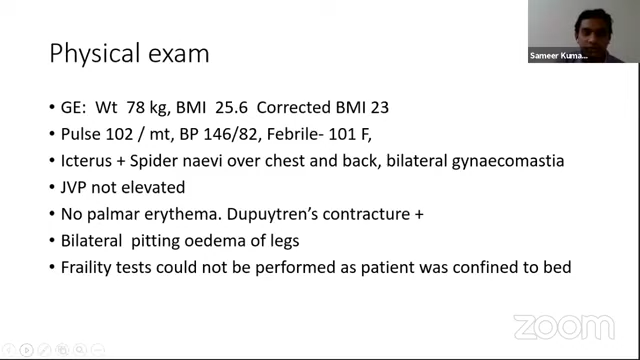 Physical exam
Sameer Kuma...
• GE: Wt 78 kg, BMI 25.6 Corrected BMI 23
• Pulse 102 / mt, BP 146/82, Febrile- 101 F,
• Icterus + Spider naevi over chest and back, bilateral gynaecomastia
• JVP not elevated
• No palmar erythema. Dupuytren’s contracture +
• Bilateral pitting oedema of legs
• Fraility tests could not be performed as patient was confined to bed
zoom